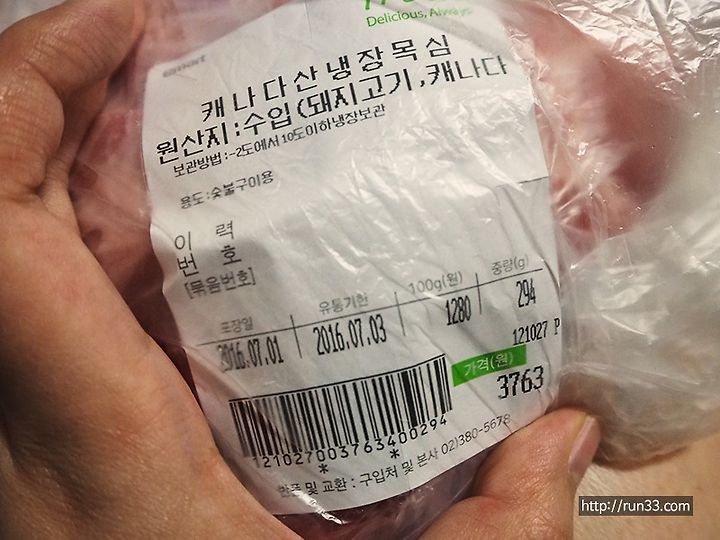 Delicious, Always
emart
캐나다산냉장목심
원산지:수입(돼지고기,캐나다
보관방법:-2도에서10도이하냉장보관
용도:숯불구이용
이 력
번 호
[묶음번호]
포장일 유통기한 100g(원) 중량(g)
2016.07.01 2016.07.03 1280 294
121027 P
가격(원)
3763
121027003763400294
* *
반품 및 교환 : 구입처 및 본사 02)380-5678
http://run33.com